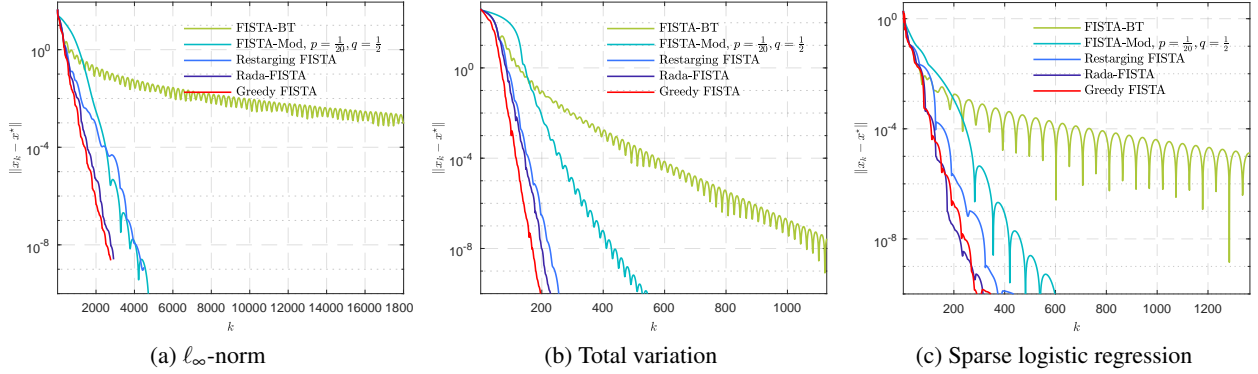 FISTA-BT
FISTA-Mod, p = 1/20, q = 1/2
Restarging FISTA
Rada-FISTA
Greedy FISTA
10^0
10^-4
10^-8
||x_k − x^⋆||
2000 4000 6000 8000 10000 12000 14000 16000 18000
k
(a) ℓ∞-norm
FISTA-BT
FISTA-Mod, p = 1/20, q = 1/2
Restarging FISTA
Rada-FISTA
Greedy FISTA
10^4
10^0
10^-4
10^-8
||x_k − x^⋆||
200 400 600 800 1000
k
(b) Total variation
FISTA-BT
FISTA-Mod, p = 1/20, q = 1/2
Restarging FISTA
Rada-FISTA
Greedy FISTA
10^0
10^-4
10^-8
||x_k − x^⋆||
200 400 600 800 1000 1200
k
(c) Sparse logistic regression